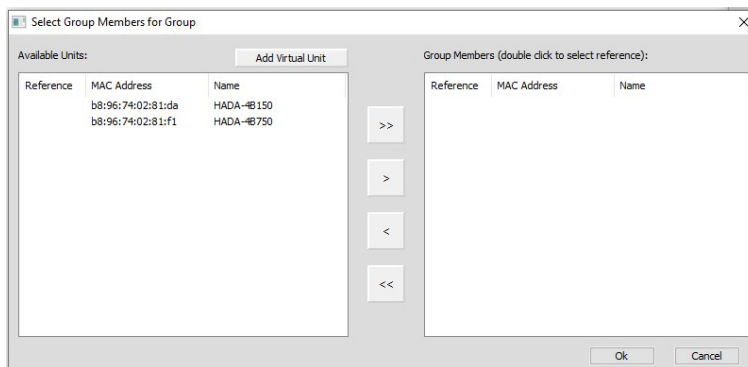 Select Group Members for Group
Available Units:
Add Virtual Unit
Reference MAC Address Name
b8:96:74:02:81:da HADA-4B150
b8:96:74:02:81:f1 HADA-4B750
>>
>
<
<<
Group Members (double click to select reference):
Reference MAC Address Name
Ok Cancel